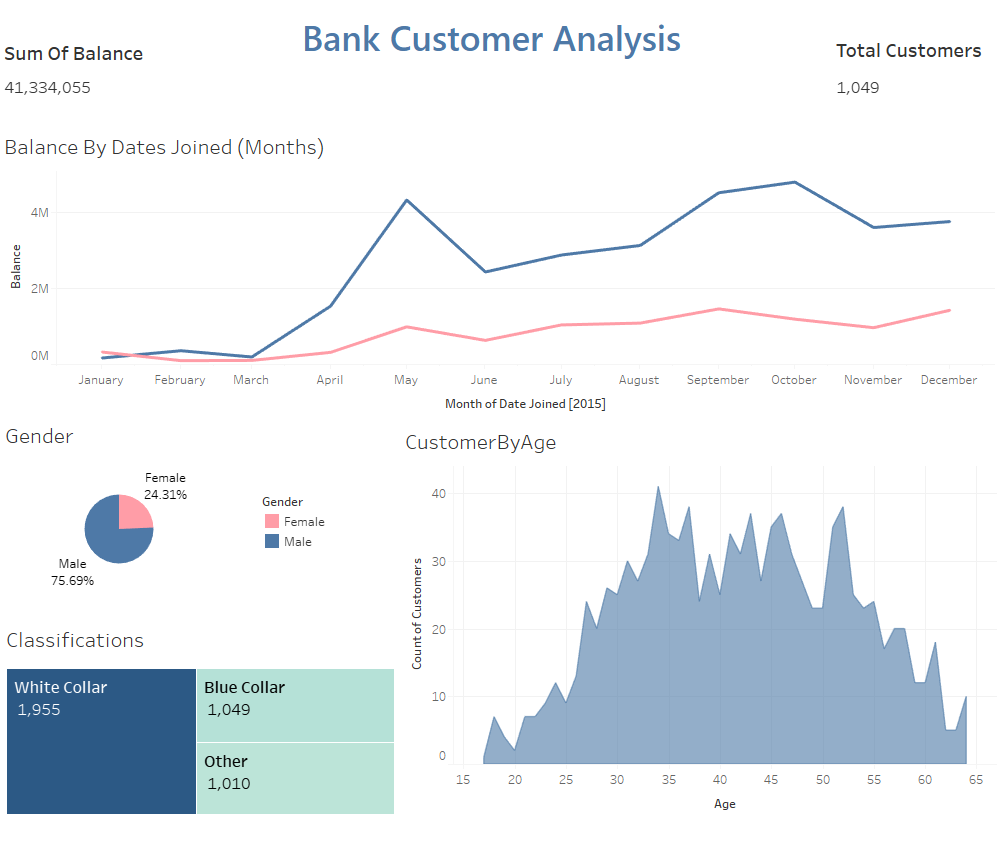 Bank Customer Analysis
Sum Of Balance
41,334,055
Total Customers
1,049
Balance By Dates Joined (Months)
Balance
4M
2M
0M
January February March April May June July August September October November December
Month of Date Joined [2015]
Gender
Female
24.31%
Male
75.69%
Gender
Female
Male
Classifications
White Collar
1,955
Blue Collar
1,049
Other
1,010
CustomerByAge
Count of Customers
40
30
20
10
0
15 20 25 30 35 40 45 50 55 60 65
Age